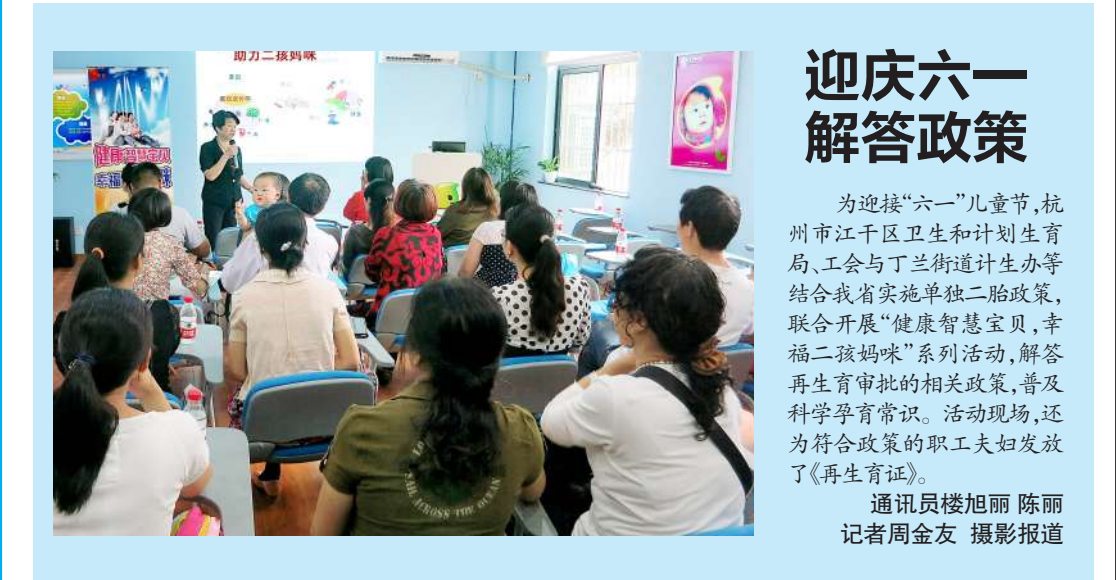 助力二孩妈咪
健康智慧宝贝
迎庆六一
解答政策
为迎接“六一”儿童节,杭
州市江干区卫生和计划生育
局、工会与丁兰街道计生办等
结合我省实施单独二胎政策,
联合开展“健康智慧宝贝,幸
福二孩妈咪”系列活动,解答
再生育审批的相关政策,普及
科学孕育常识。活动现场,还
为符合政策的职工夫妇发放
了《再生育证》。
通讯员楼旭丽 陈丽
记者周金友 摄影报道